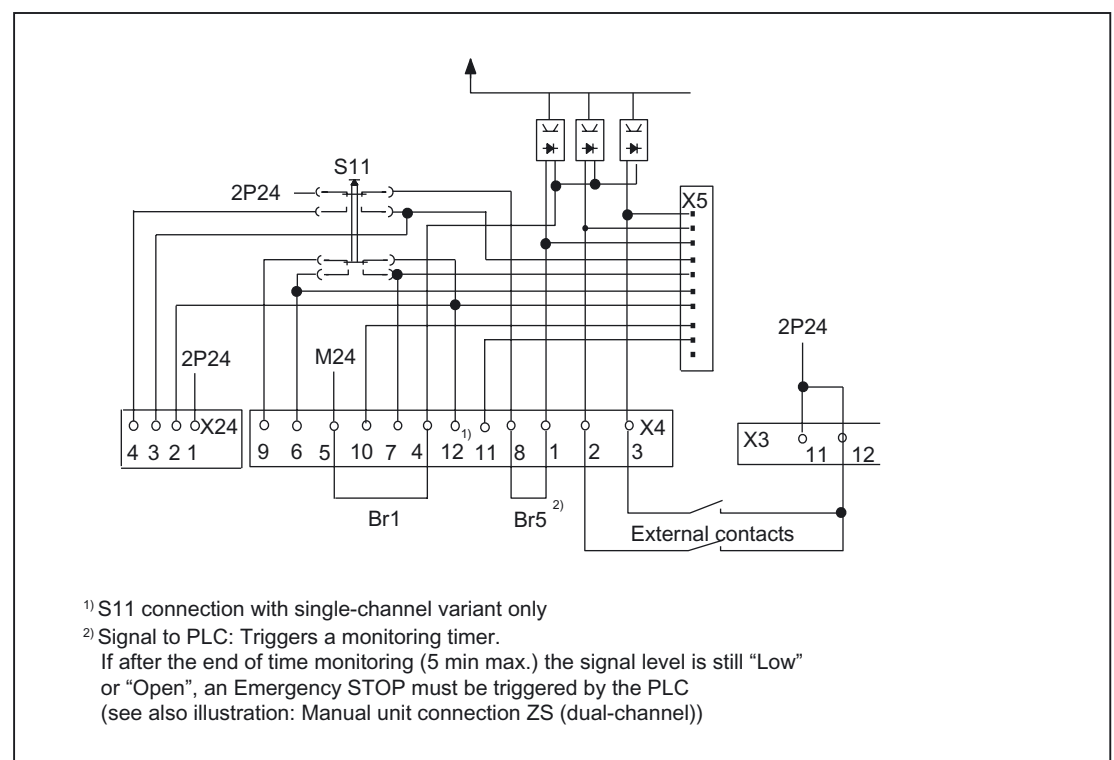 S11
2P24
X5
2P24
M24
2P24
X24
4 3 2 1
X4
9 6 5 10 7 4 12 1) 11 8 1 2 3
X3
11 12
Br1
Br5 2)
External contacts
1) S11 connection with single-channel variant only
2) Signal to PLC: Triggers a monitoring timer.
If after the end of time monitoring (5 min max.) the signal level is still “Low”
or “Open”, an Emergency STOP must be triggered by the PLC
(see also illustration: Manual unit connection ZS (dual-channel))